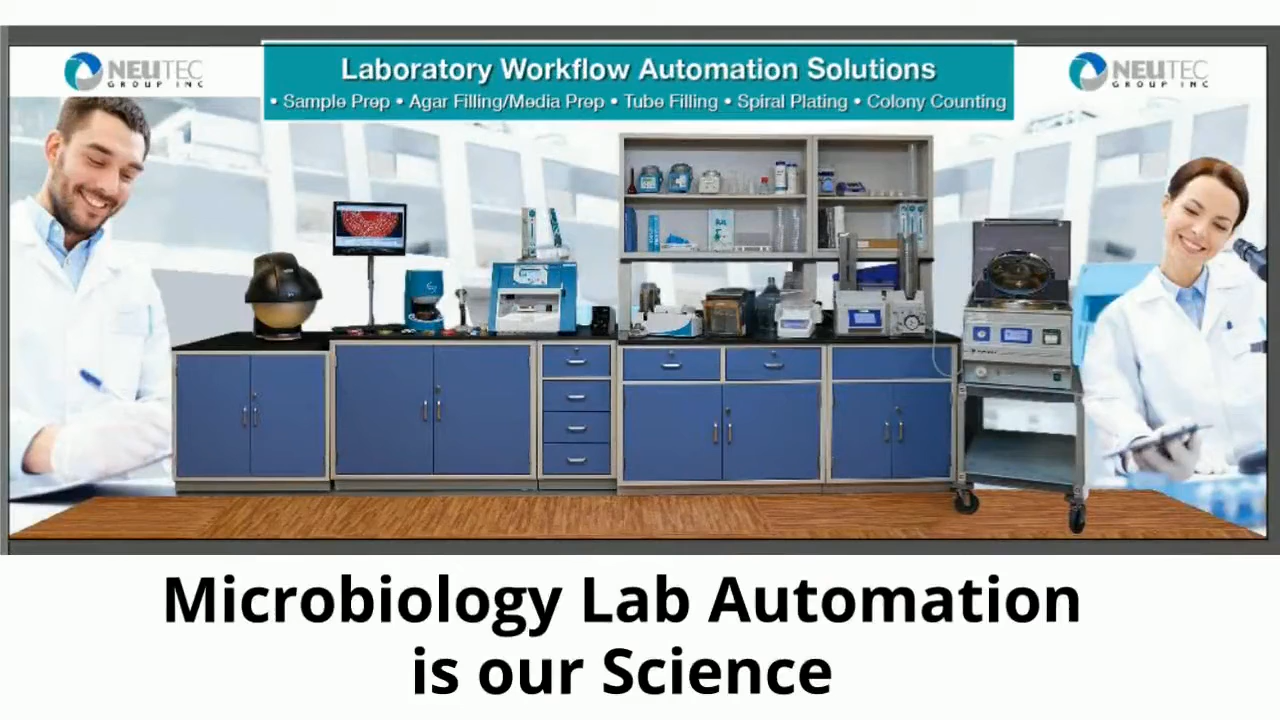 NEUTEC
GROUP INC
Laboratory Workflow Automation Solutions
• Sample Prep • Agar Filling/Media Prep • Tube Filling • Spiral Plating • Colony Counting
NEUTEC
GROUP INC
Microbiology Lab Automation
is our Science